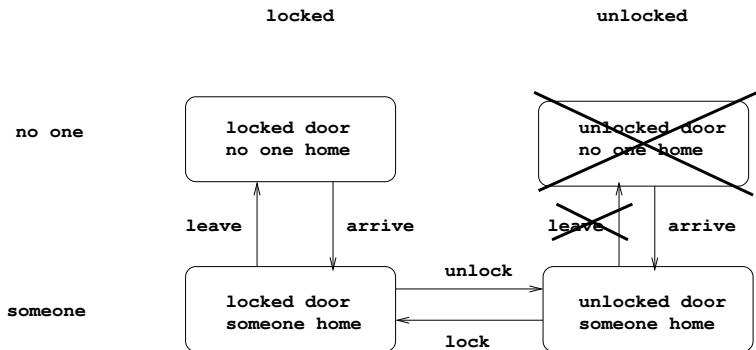 locked
unlocked
no one
locked door
no one home
unlocked door
no one home
leave
arrive
leave
arrive
unlock
someone
locked door
someone home
unlocked door
someone home
lock